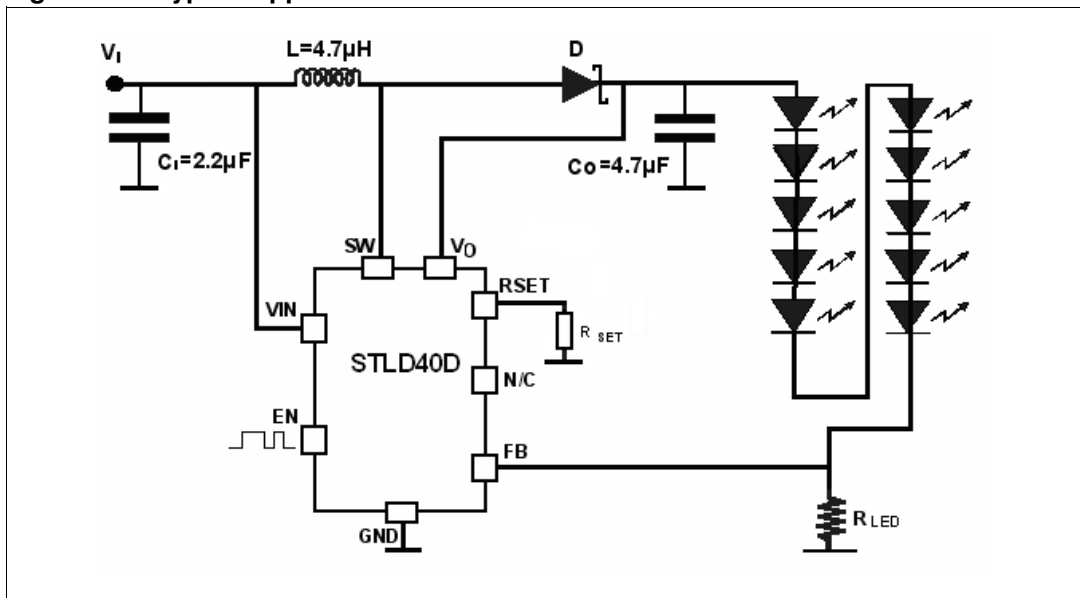 V_I
L=4.7µH
D
C_I=2.2µF
Co=4.7µF
SW
V_O
RSET
R_SET
VIN
STLD40D
N/C
EN
FB
R_LED
GND